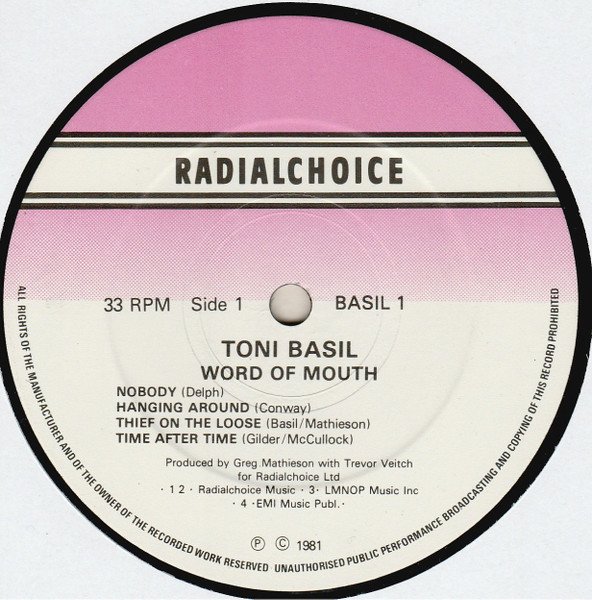 RADIALCHOICE
33 RPM Side 1 BASIL 1
TONI BASIL
WORD OF MOUTH
NOBODY (Delph)
HANGING AROUND (Conway)
THIEF ON THE LOOSE (Basil/Mathieson)
TIME AFTER TIME (Gilder/McCullock)
Produced by Greg Mathieson with Trevor Veitch
for Radialchoice Ltd
· 1 2 · Radialchoice Music · 3 · LMNOP Music Inc
· 4 · EMI Music Publ. ·
Ⓟ © 1981
ALL RIGHTS OF THE MANUFACTURER AND OF THE OWNER OF THE RECORDED WORK RESERVED UNAUTHORISED PUBLIC PERFORMANCE BROADCASTING AND COPYING OF THIS RECORD PROHIBITED